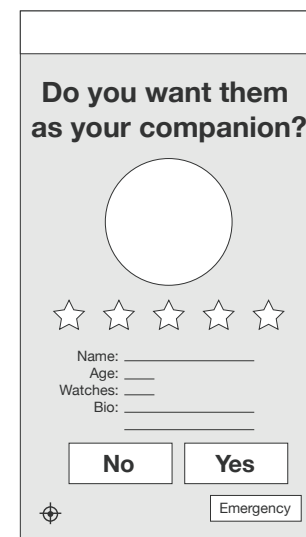 Do you want them
as your companion?
Name:
Age:
Watches:
Bio:
No Yes
Emergency